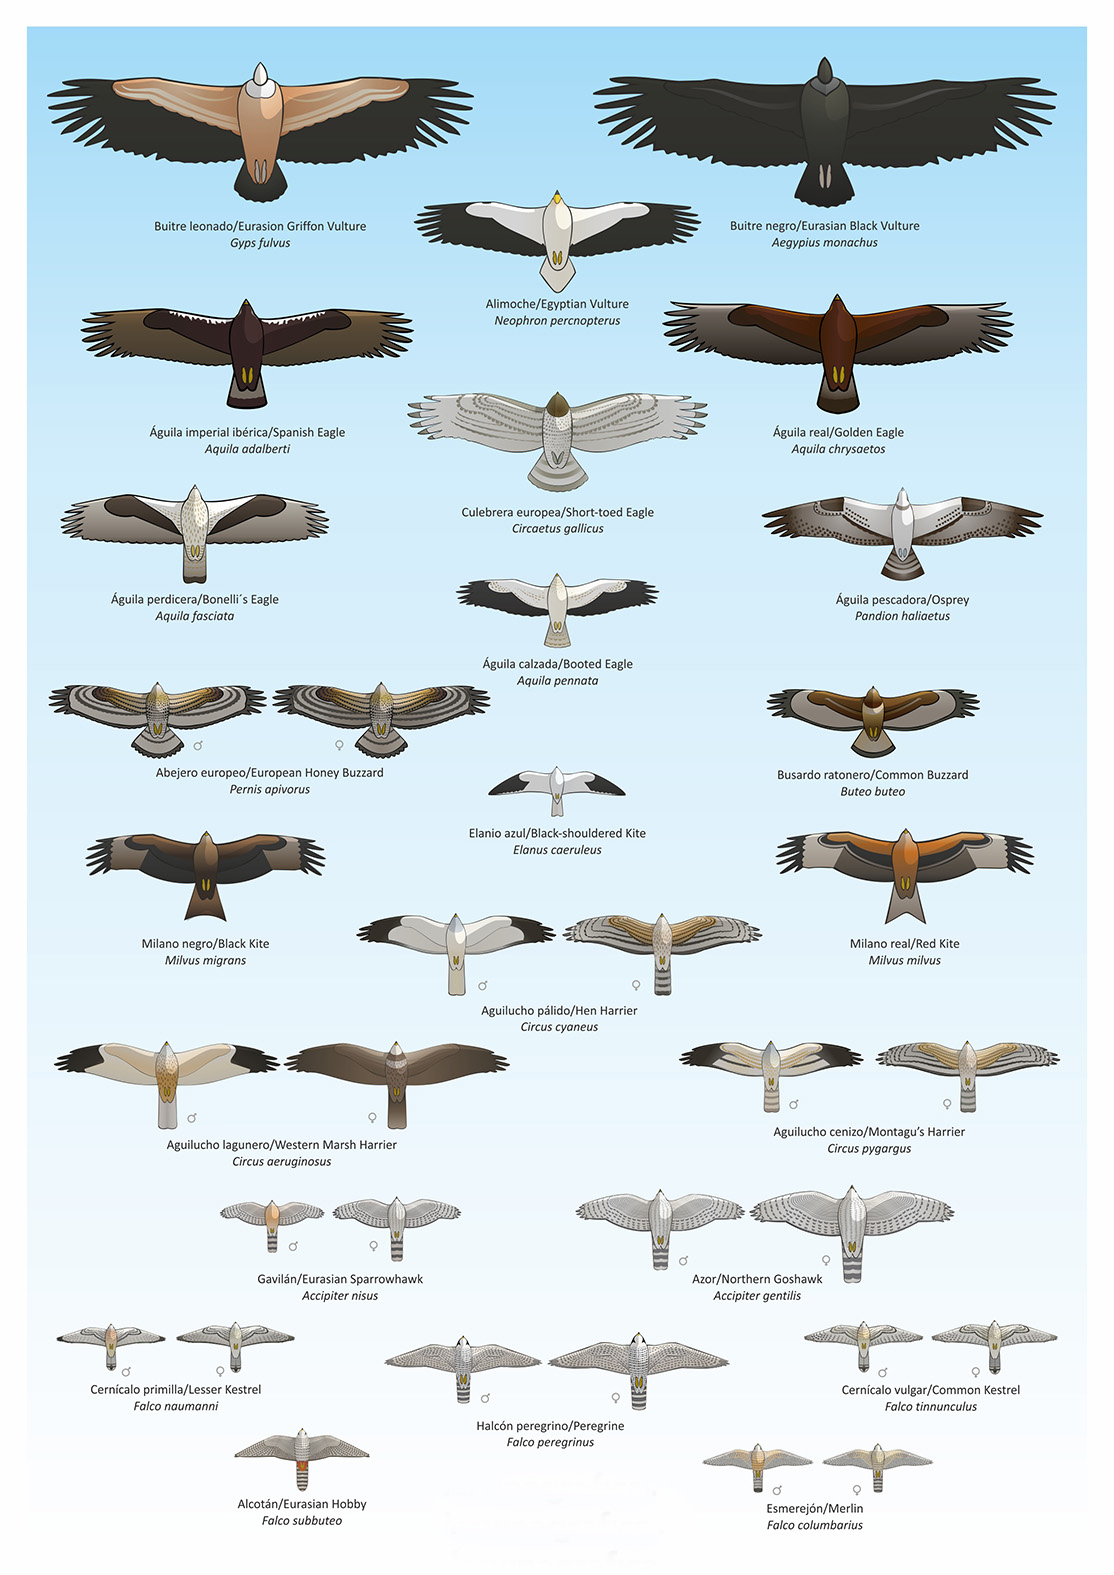 Buitre leonado/Eurasion Griffon Vulture
Gyps fulvus
Buitre negro/Eurasian Black Vulture
Aegypius monachus
Alimoche/Egyptian Vulture
Neophron percnopterus
Águila imperial ibérica/Spanish Eagle
Aquila adalberti
Águila real/Golden Eagle
Aquila chrysaetos
Culebrera europea/Short-toed Eagle
Circaetus gallicus
Águila perdicera/Bonelli´s Eagle
Aquila fasciata
Águila pescadora/Osprey
Pandion haliaetus
Águila calzada/Booted Eagle
Aquila pennata
♂
♀
Abejero europeo/European Honey Buzzard
Pernis apivorus
Busardo ratonero/Common Buzzard
Buteo buteo
Elanio azul/Black-shouldered Kite
Elanus caeruleus
Milano negro/Black Kite
Milvus migrans
Milano real/Red Kite
Milvus milvus
♂
♀
Aguilucho pálido/Hen Harrier
Circus cyaneus
♂
♀
Aguilucho lagunero/Western Marsh Harrier
Circus aeruginosus
♂
♀
Aguilucho cenizo/Montagu’s Harrier
Circus pygargus
♂
♀
Gavilán/Eurasian Sparrowhawk
Accipiter nisus
♂
♀
Azor/Northern Goshawk
Accipiter gentilis
♂
♀
Cernícalo primilla/Lesser Kestrel
Falco naumanni
♂
♀
Halcón peregrino/Peregrine
Falco peregrinus
♂
♀
Cernícalo vulgar/Common Kestrel
Falco tinnunculus
Alcotán/Eurasian Hobby
Falco subbuteo
♂
♀
Esmerejón/Merlin
Falco columbarius